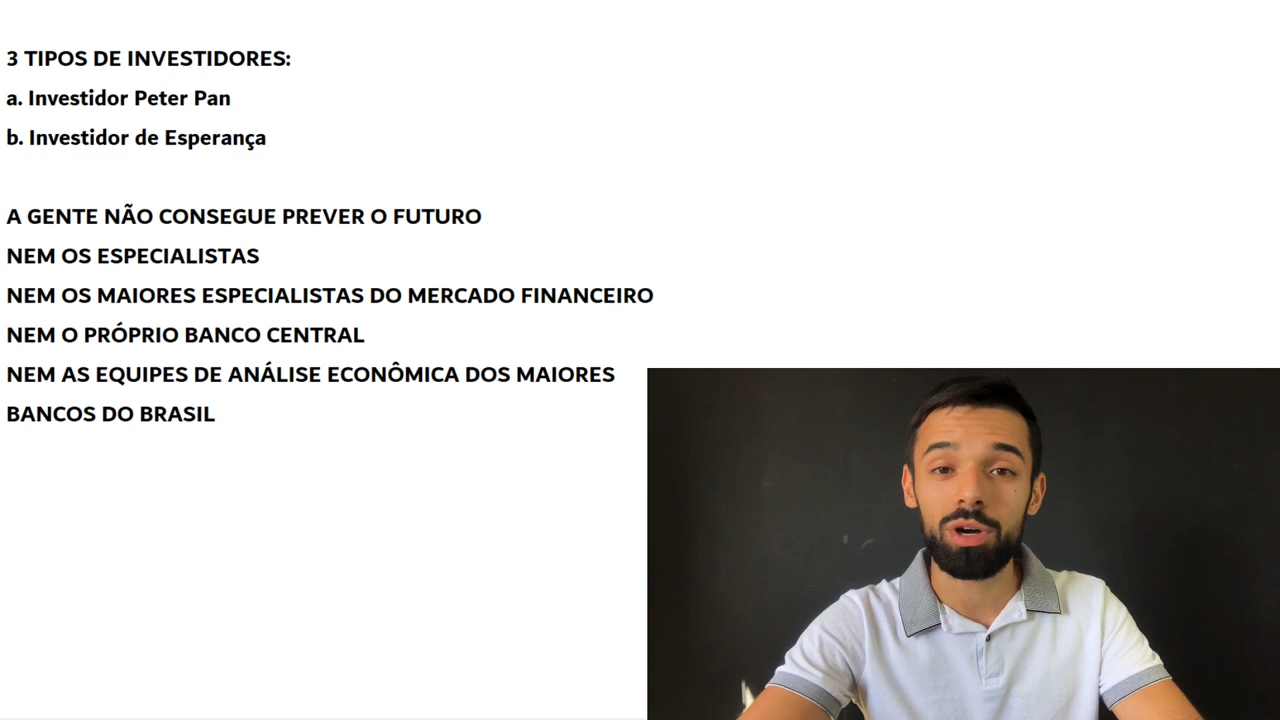 3 TIPOS DE INVESTIDORES:
a. Investidor Peter Pan
b. Investidor de Esperança
A GENTE NÃO CONSEGUE PREVER O FUTURO
NEM OS ESPECIALISTAS
NEM OS MAIORES ESPECIALISTAS DO MERCADO FINANCEIRO
NEM O PRÓPRIO BANCO CENTRAL
NEM AS EQUIPES DE ANÁLISE ECONÔMICA DOS MAIORES
BANCOS DO BRASIL